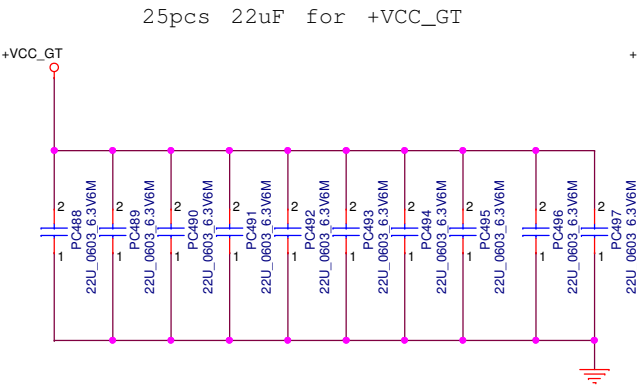 25pcs 22uF for +VCC_GT
+VCC_GT
+
2
1
PC488
22U_0603_6.3V6M
2
1
PC489
22U_0603_6.3V6M
2
1
PC490
22U_0603_6.3V6M
2
1
PC491
22U_0603_6.3V6M
2
1
PC492
22U_0603_6.3V6M
2
1
PC493
22U_0603_6.3V6M
2
1
PC494
22U_0603_6.3V6M
2
1
PC495
22U_0603_6.3V6M
2
1
PC496
22U_0603_6.3V6M
2
1
PC497
22U_0603_6.3V6M